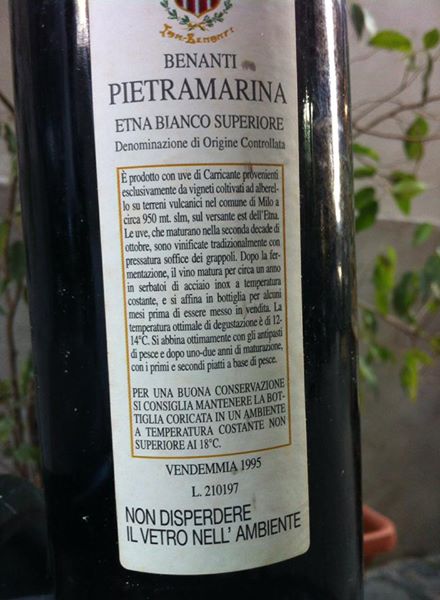 BENANTI
PIETRAMARINA
ETNA BIANCO SUPERIORE
Denominazione di Origine Controllata
È prodotto con uve di Carricante provenienti
esclusivamente da vigneti coltivati ad alberel-
lo su terreni vulcanici nel comune di Milo a
circa 950 mt. slm, sul versante est dell'Etna.
Le uve, che maturano nella seconda decade di
ottobre, sono vinificate tradizionalmente con
pressatura soffice dei grappoli. Dopo la fer-
mentazione, il vino matura per circa un anno
in serbatoi di acciaio inox a temperatura
costante, e si affina in bottiglia per alcuni
mesi prima di essere messo in vendita. La
temperatura ottimale di degustazione è di 12-
14°C. Si abbina ottimamente con gli antipasti
di pesce e dopo uno-due anni di maturazione,
con i primi e secondi piatti a base di pesce.
PER UNA BUONA CONSERVAZIONE
SI CONSIGLIA MANTENERE LA BOT-
TIGLIA CORICATA IN UN AMBIENTE
A TEMPERATURA COSTANTE NON
SUPERIORE AI 18°C.
VENDEMMIA 1995
L. 210197
NON DISPERDERE
IL VETRO NELL' AMBIENTE